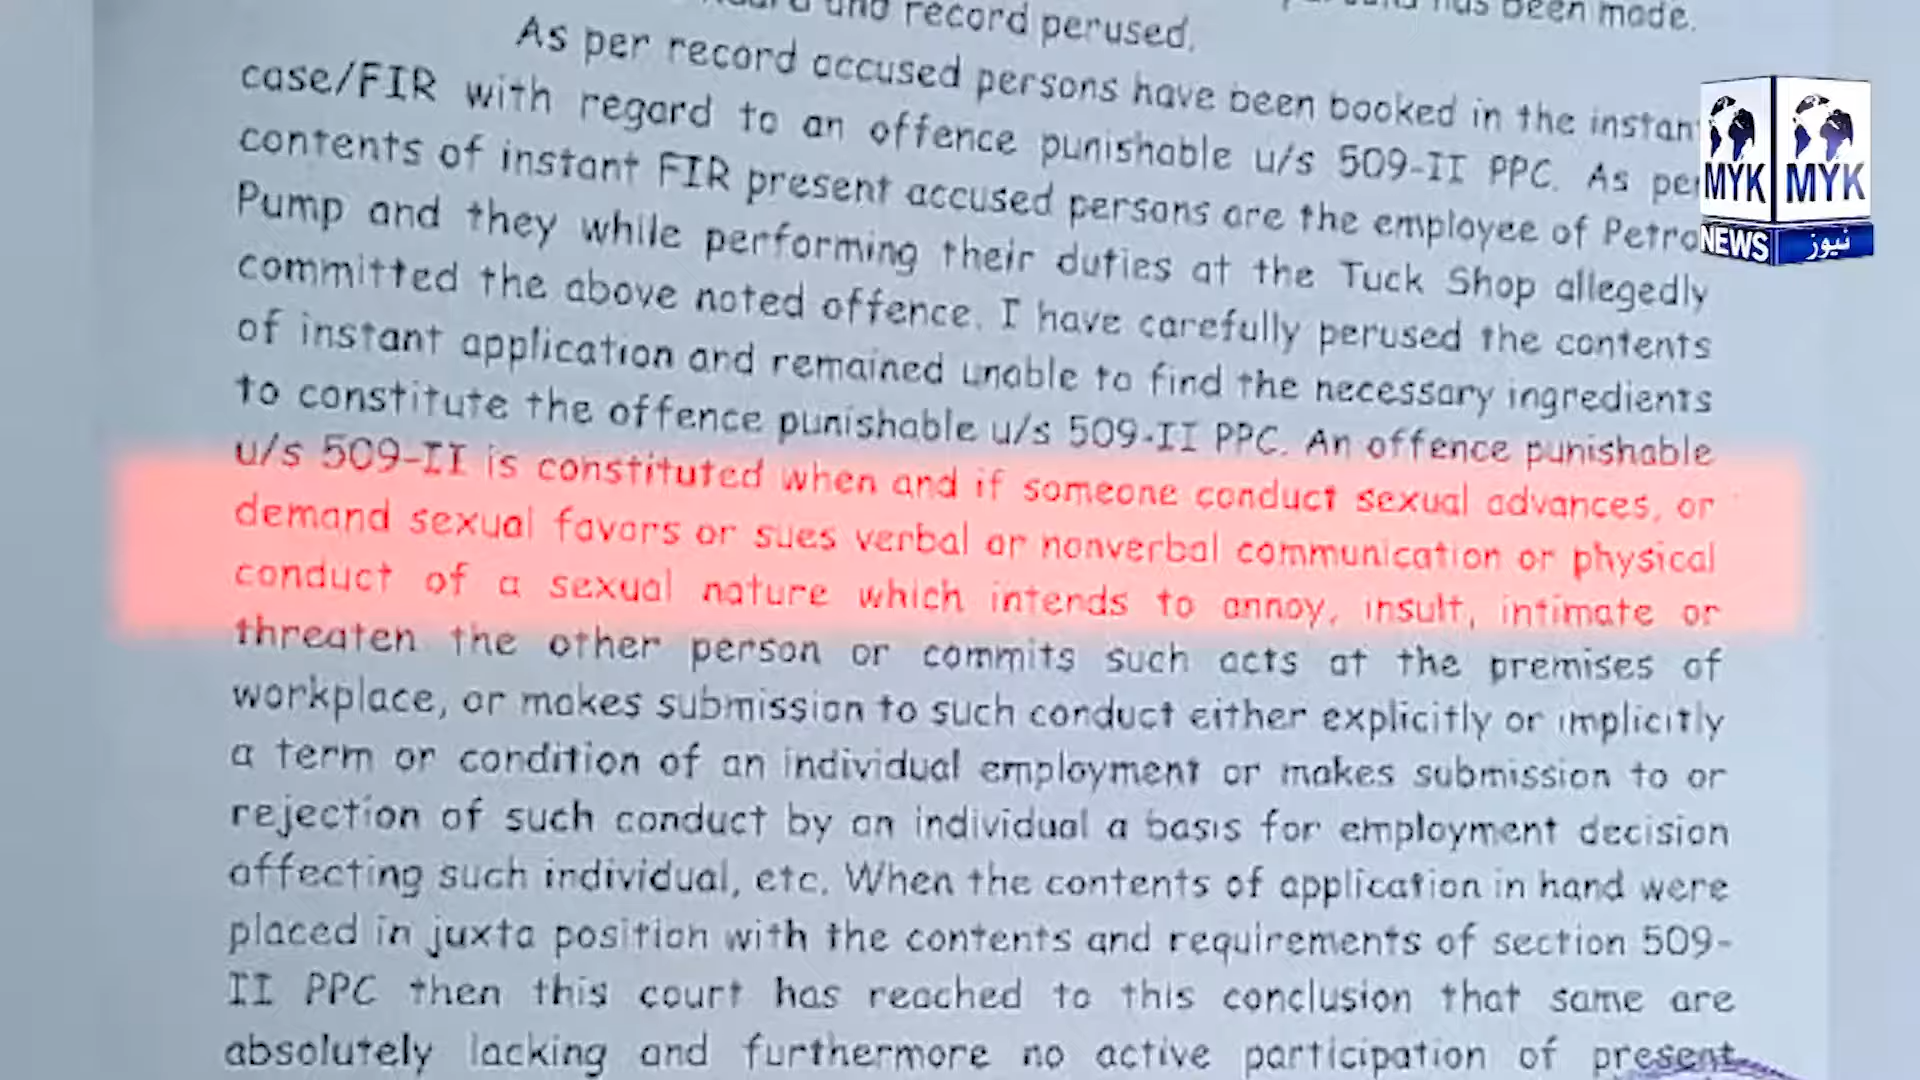 and record perused.
has been made.
As per record accused persons have been booked in the instant
case/FIR with regard to an offence punishable u/s 509-II PPC. As per
contents of instant FIR present accused persons are the employee of Petrol
Pump and they while performing their duties at the Tuck Shop allegedly
committed the above noted offence. I have carefully perused the contents
of instant application and remained unable to find the necessary ingredients
to constitute the offence punishable u/s 509-II PPC. An offence punishable
u/s 509-II is constituted when and if someone conduct sexual advances, or
demand sexual favors or sues verbal or nonverbal communication or physical
conduct of a sexual nature which intends to annoy, insult, intimate or
threaten the other person or commits such acts at the premises of
workplace, or makes submission to such conduct either explicitly or implicitly
a term or condition of an individual employment or makes submission to or
rejection of such conduct by an individual a basis for employment decision
affecting such individual, etc. When the contents of application in hand were
placed in juxta position with the contents and requirements of section 509-
II PPC then this court has reached to this conclusion that same are
absolutely lacking and furthermore no active participation of present
MYK MYK
NEWS نیوز